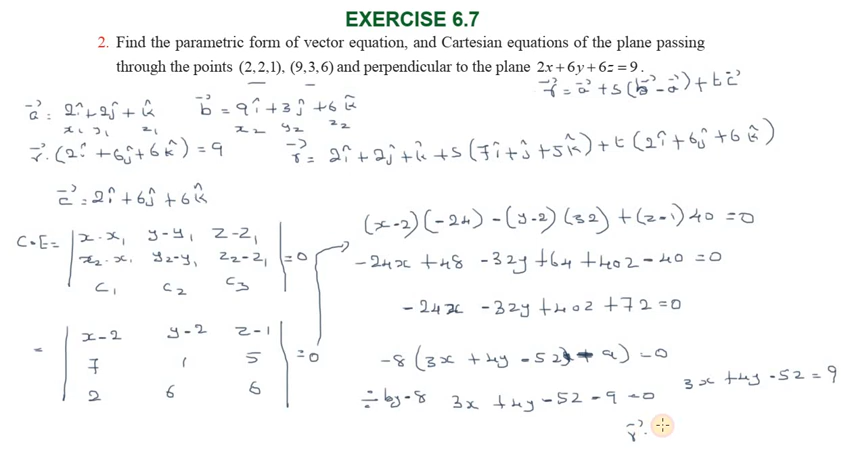 EXERCISE 6.7
2. Find the parametric form of vector equation, and Cartesian equations of the plane passing
through the points (2,2,1), (9,3,6) and perpendicular to the plane 2x+6y+6z=9.
r⃗ = a⃗ + s(b⃗-a⃗) + tc⃗
a⃗ = 2î+2ĵ+k̂ b⃗ = 9î+3ĵ+6k̂
x₁ y₁ z₁ x₂ y₂ z₂
r⃗.(2î+6ĵ+6k̂)=9 r⃗ = 2î+2ĵ+k̂+s(7î+ĵ+5k̂)+t(2î+6ĵ+6k̂)
c⃗ = 2î+6ĵ+6k̂
C.E = | x-x₁ y-y₁ z-z₁ |
| x₂-x₁ y₂-y₁ z₂-z₁ | =0
| c₁ c₂ c₃ |
= | x-2 y-2 z-1 |
| 7 1 5 | =0
| 2 6 6 |
(x-2)(-24)-(y-2)(32)+(z-1)40=0
-24x+48-32y+64+40z-40=0
-24x-32y+40z+72=0
-8(3x+4y-5z-9)=0
÷ by -8 3x+4y-5z-9=0 3x+4y-5z=9
r⃗.